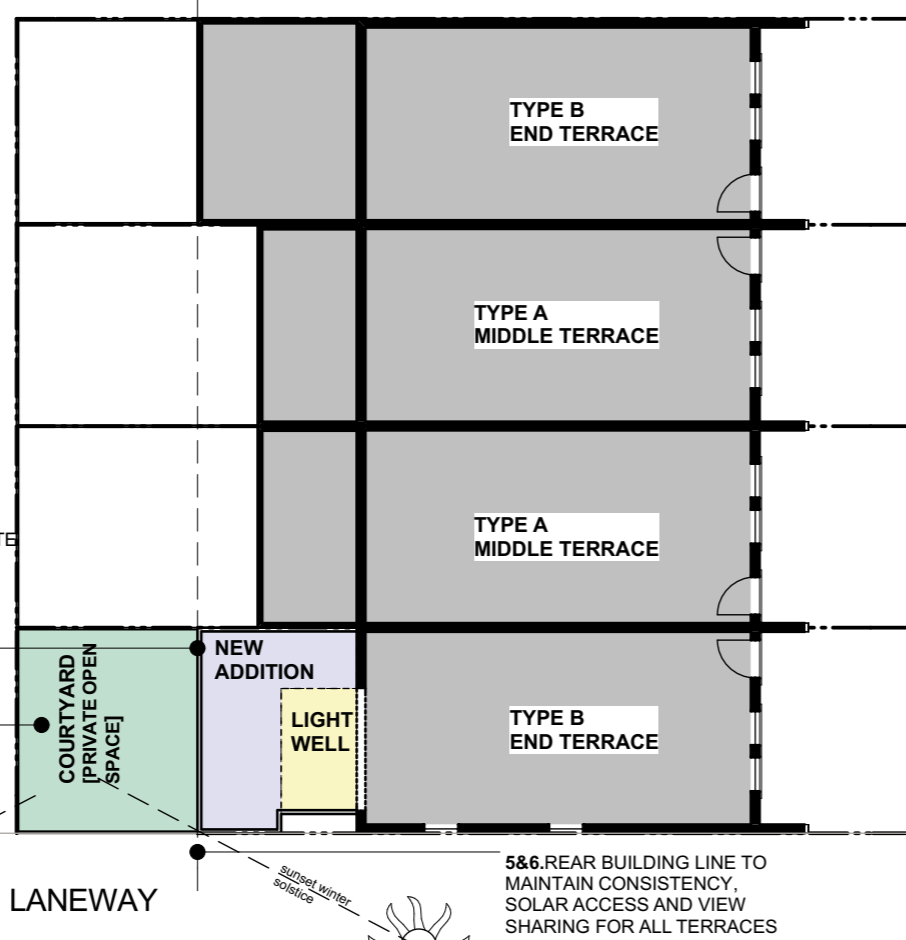 TYPE B
END TERRACE
TYPE A
MIDDLE TERRACE
TYPE A
MIDDLE TERRACE
NEW
ADDITION
COURTYARD
[PRIVATE OPEN
SPACE]
LIGHT
WELL
TYPE B
END TERRACE
LANEWAY
sunset winter
solstice
5&6.REAR BUILDING LINE TO
MAINTAIN CONSISTENCY,
SOLAR ACCESS AND VIEW
SHARING FOR ALL TERRACES